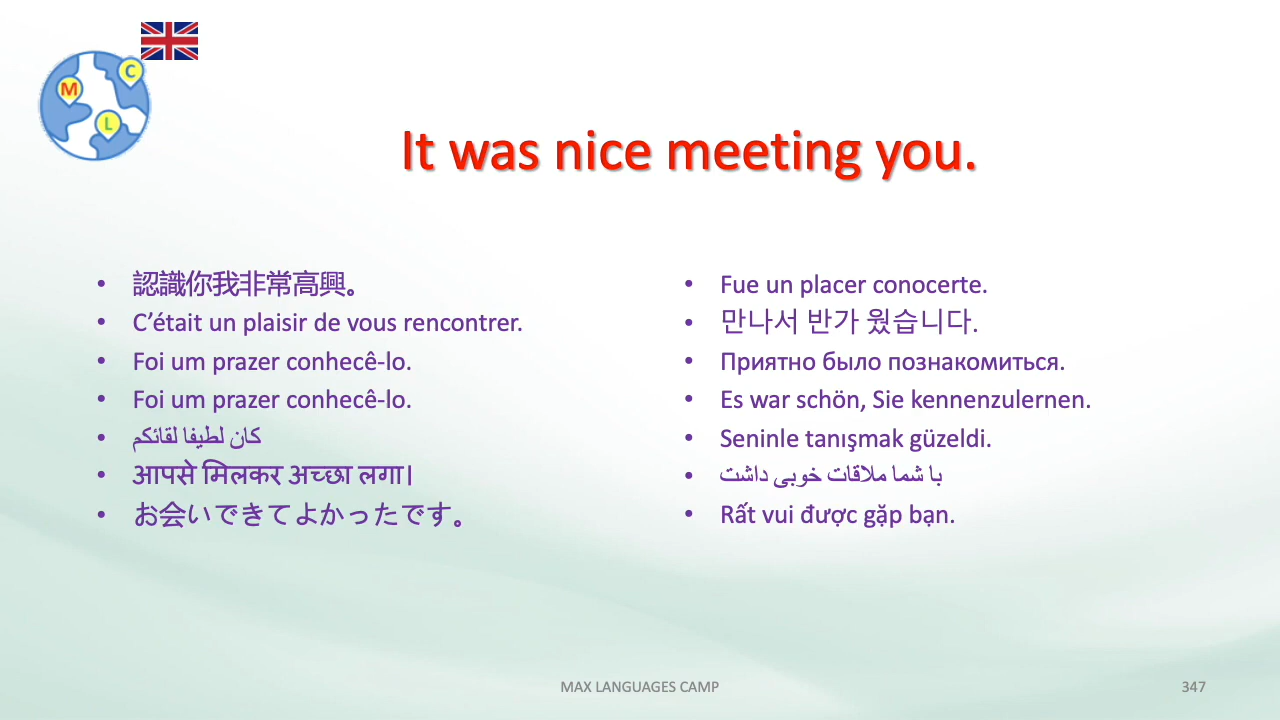 M
C
L
It was nice meeting you.
• 認識你我非常高興。
• C’était un plaisir de vous rencontrer.
• Foi um prazer conhecê-lo.
• Foi um prazer conhecê-lo.
• كان لطيفا لقائكم
• आपसे मिलकर अच्छा लगा।
• お会いできてよかったです。
• Fue un placer conocerte.
• 만나서 반가 웠습니다.
• Приятно было познакомиться.
• Es war schön, Sie kennenzulernen.
• Seninle tanışmak güzeldi.
• با شما ملاقات خوبی داشت
• Rất vui được gặp bạn.
MAX LANGUAGES CAMP
347